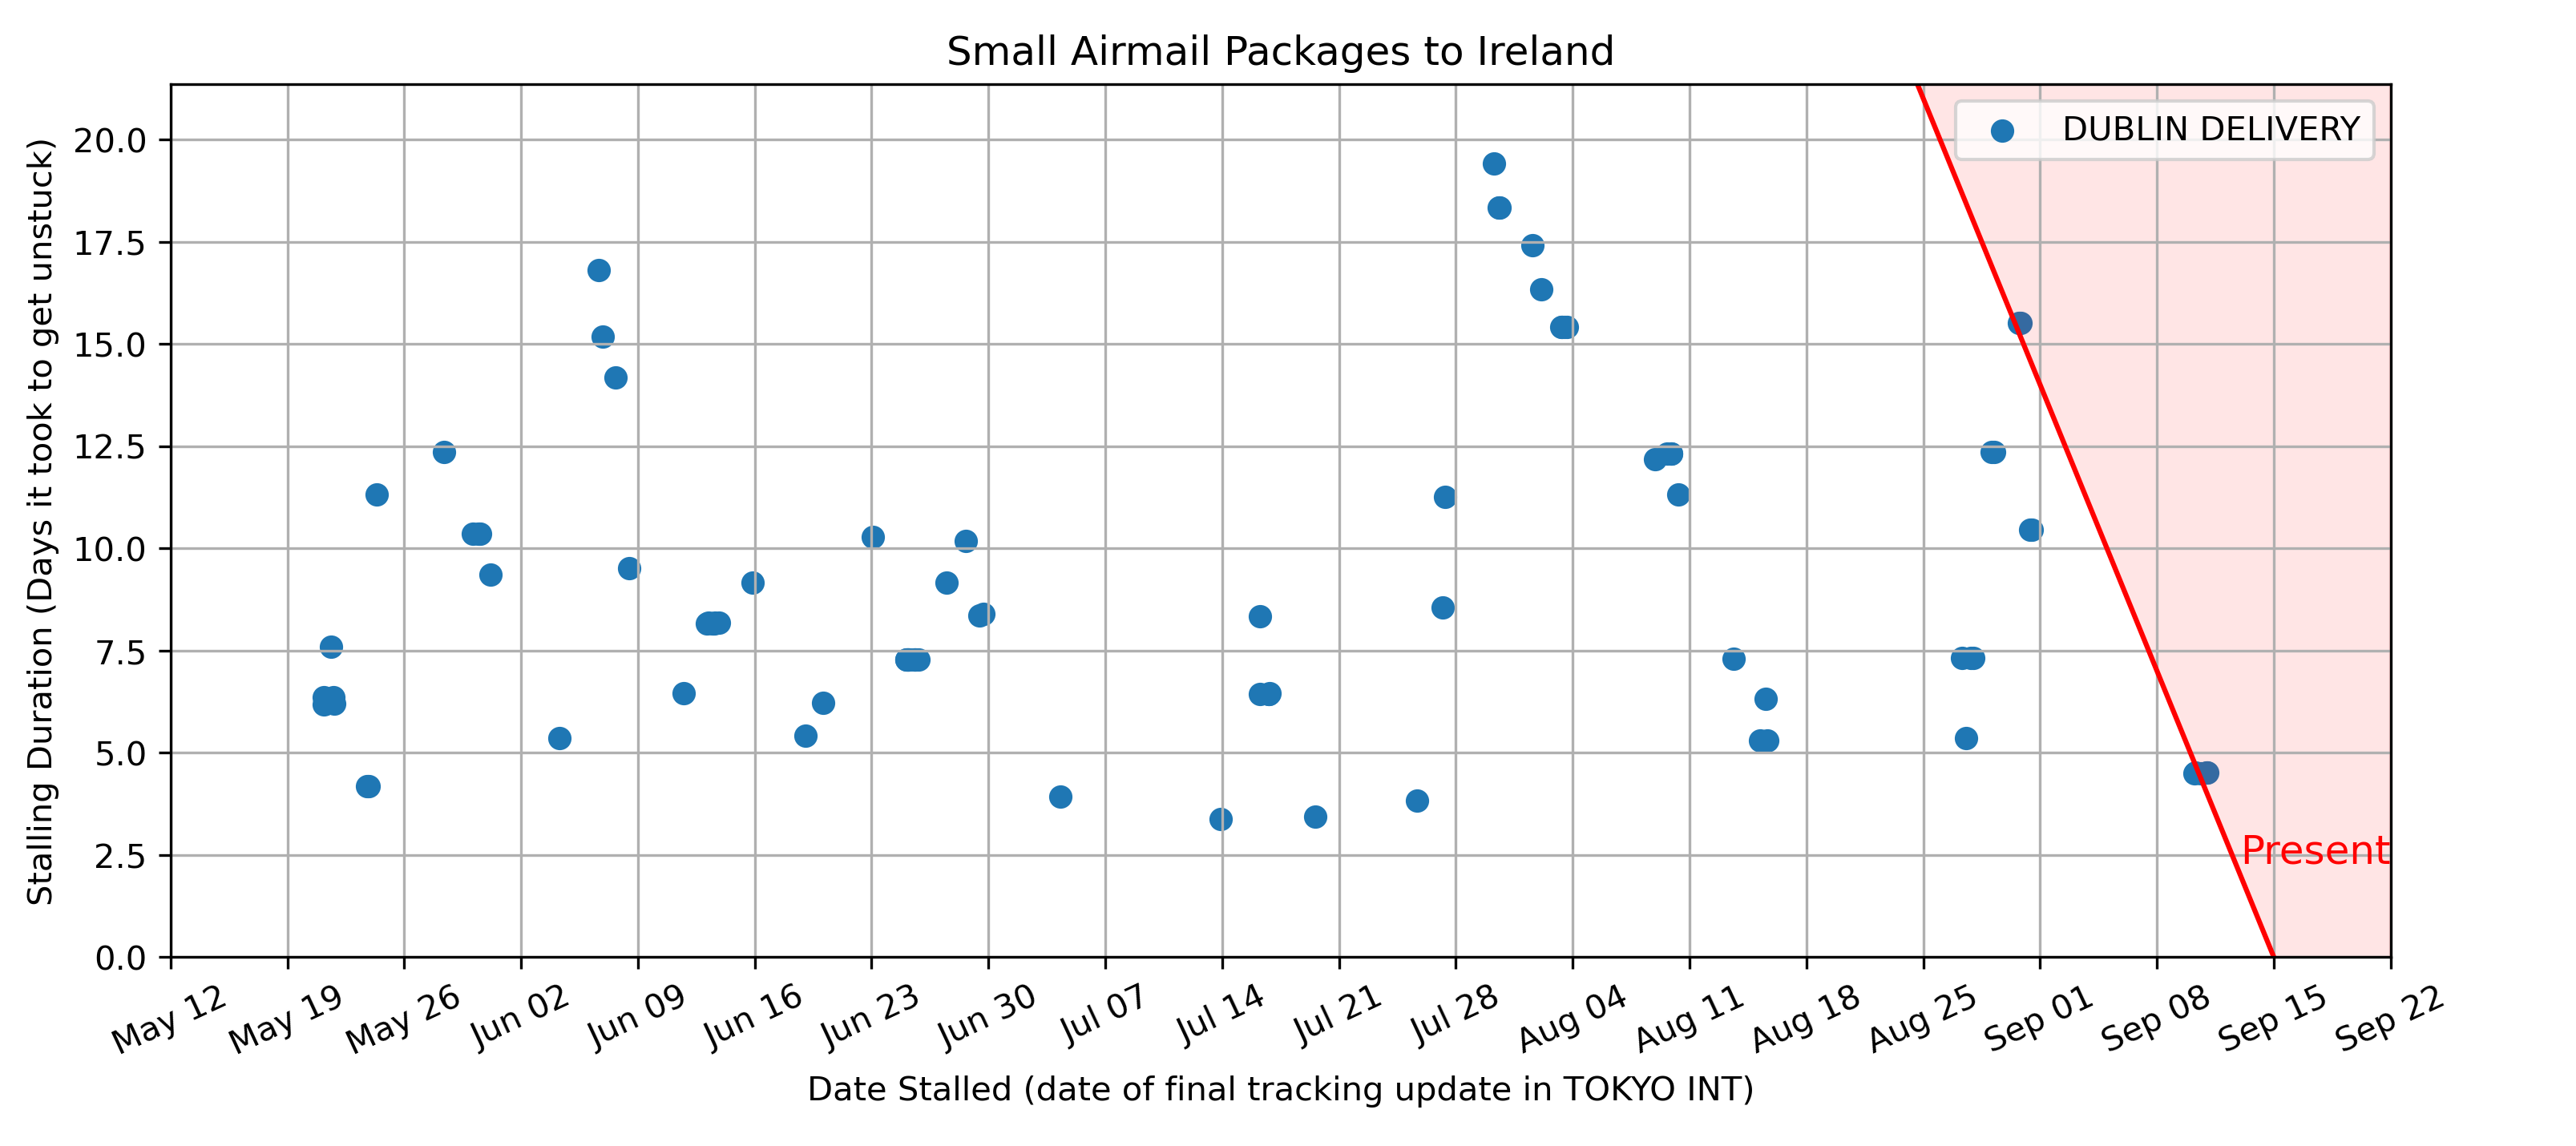 Small Airmail Packages to Ireland
Stalling Duration (Days it took to get unstuck)
20.0
17.5
15.0
12.5
10.0
7.5
5.0
2.5
0.0
DUBLIN DELIVERY
Present
May 12
May 19
May 26
Jun 02
Jun 09
Jun 16
Jun 23
Jun 30
Jul 07
Jul 14
Jul 21
Jul 28
Aug 04
Aug 11
Aug 18
Aug 25
Sep 01
Sep 08
Sep 15
Sep 22
Date Stalled (date of final tracking update in TOKYO INT)